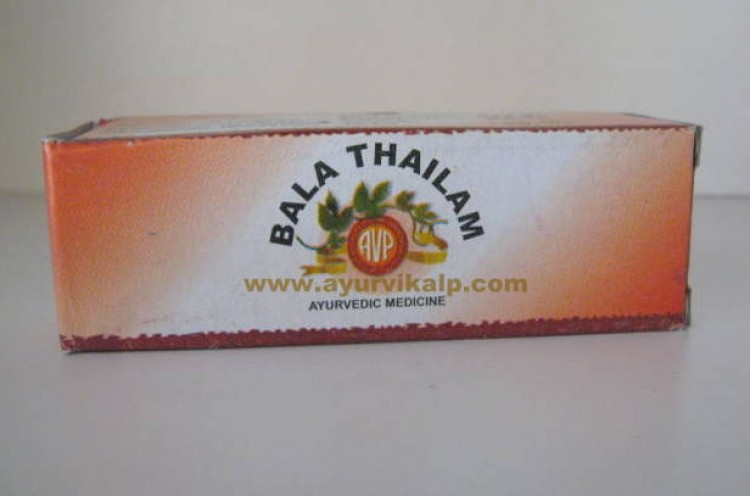 BALA THAILAM
AVP
www.ayurvikalp.com
AYURVEDIC MEDICINE